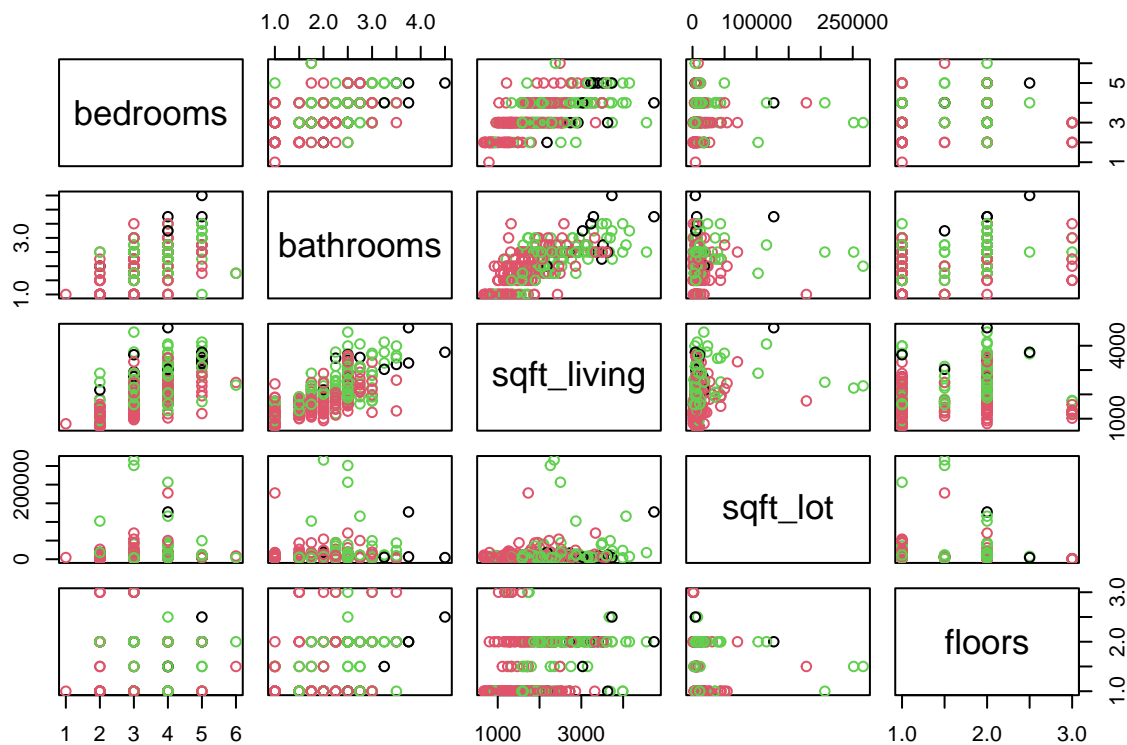 1.0 2.0 3.0 4.0 0 100000 250000
bedrooms 1 3 5
1.0 3.0 bathrooms
sqft_living 1000 4000
0 200000 sqft_lot
floors 1.0 2.0 3.0
1 2 3 4 5 6 1000 3000 1.0 2.0 3.0